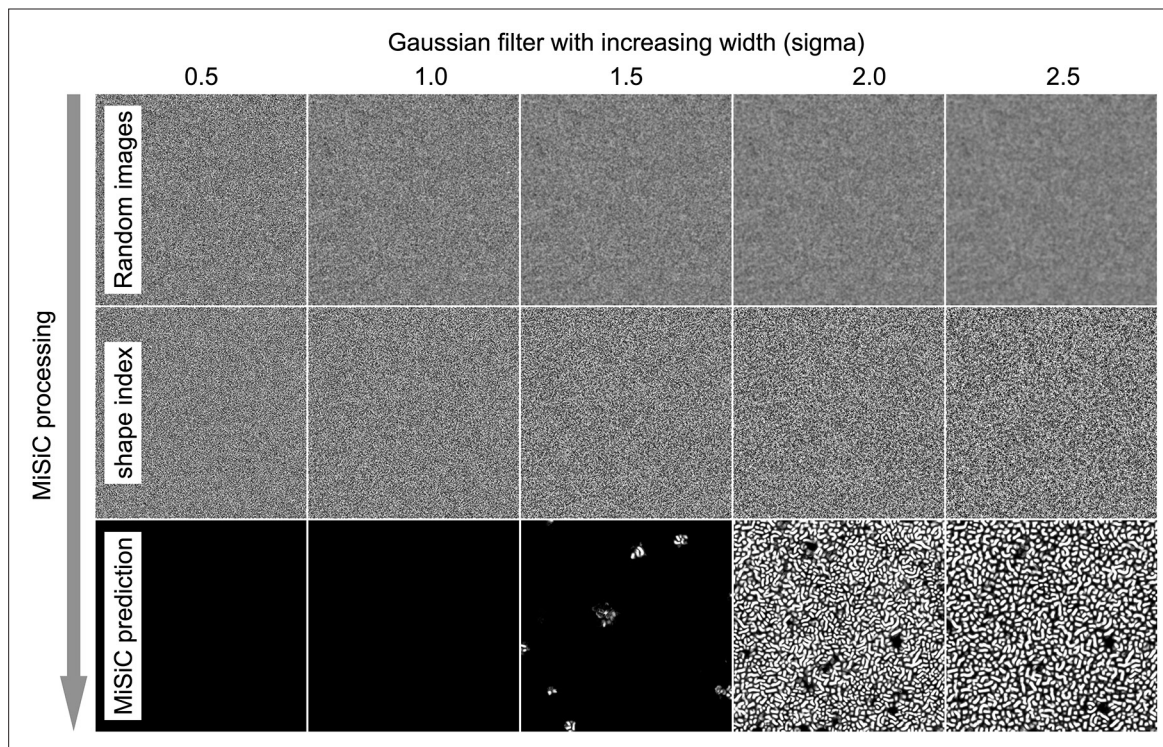 Gaussian filter with increasing width (sigma)
0.5 1.0 1.5 2.0 2.5
MiSiC processing
Random images
shape index
MiSiC prediction